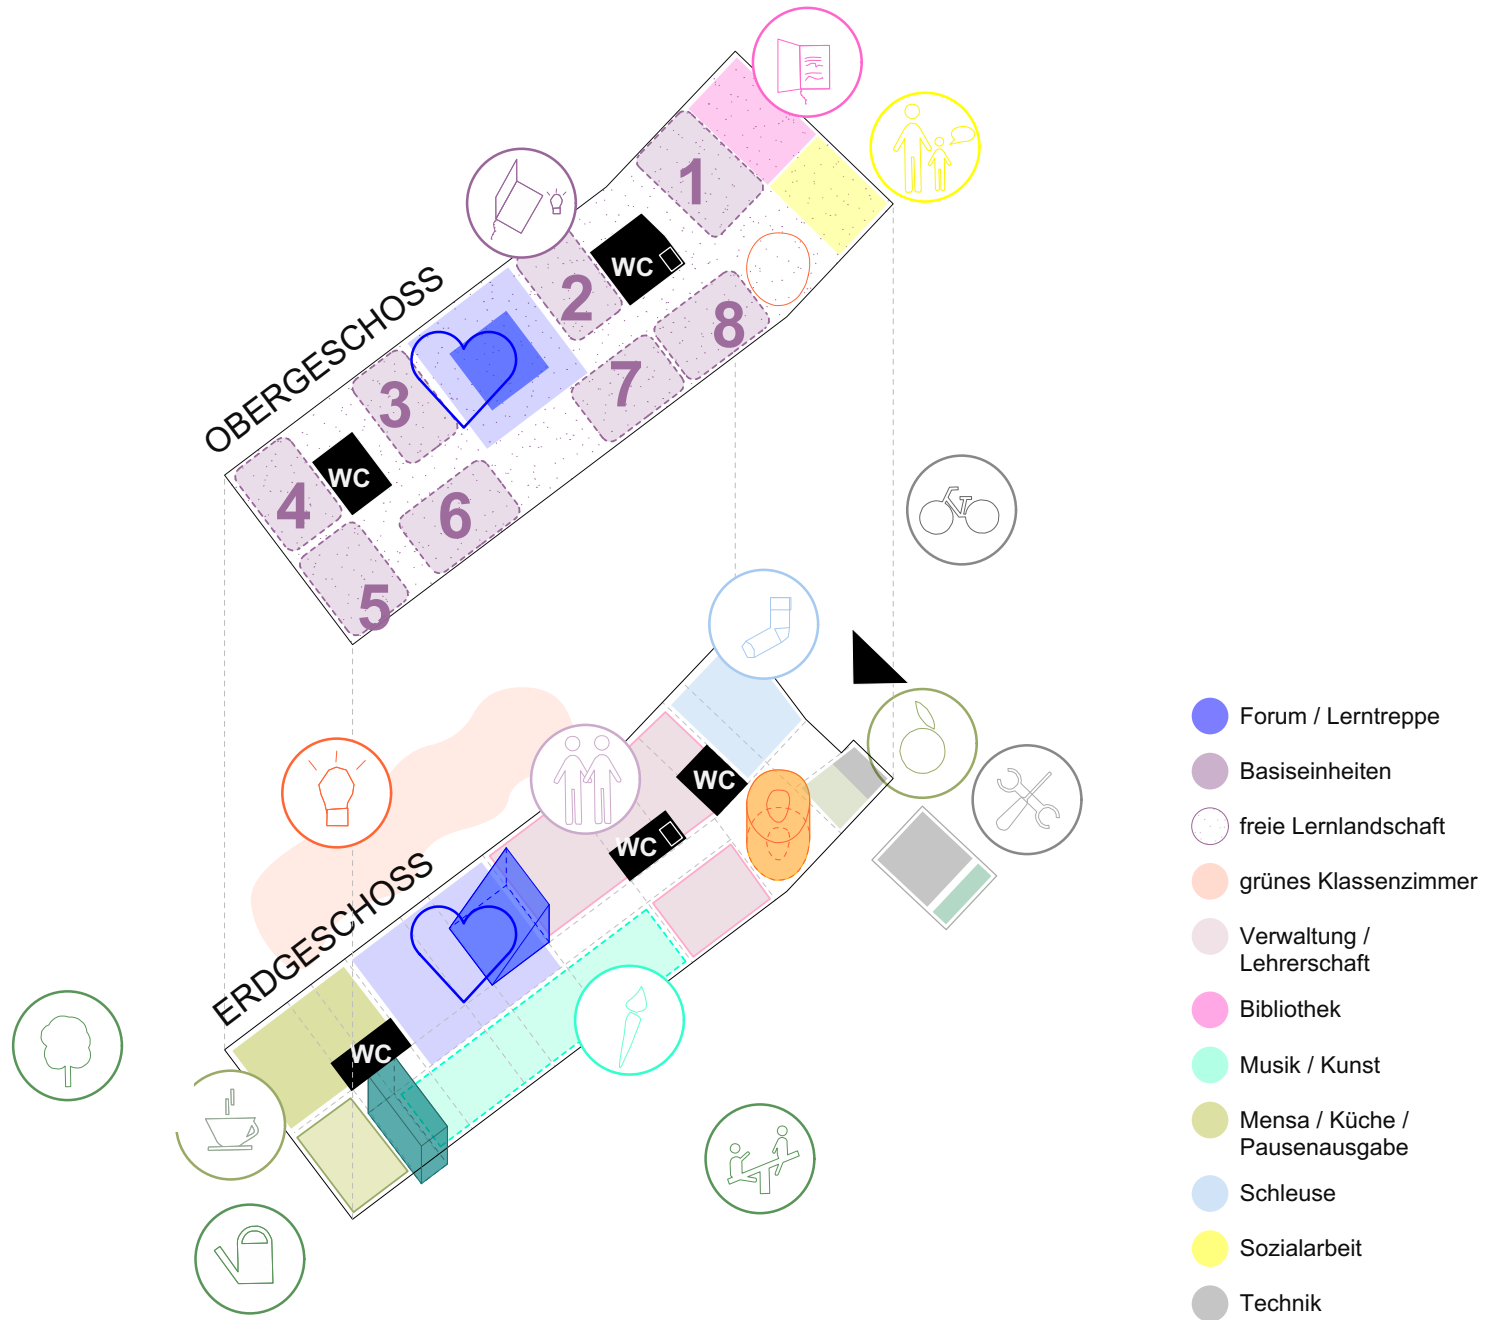 OBERGESCHOSS
1
2
WC
8
7
3
WC
4
6
5
ERDGESCHOSS
WC
WC
WC
Forum / Lerntreppe
Basiseinheiten
freie Lernlandschaft
grünes Klassenzimmer
Verwaltung /
Lehrerschaft
Bibliothek
Musik / Kunst
Mensa / Küche /
Pausenausgabe
Schleuse
Sozialarbeit
Technik